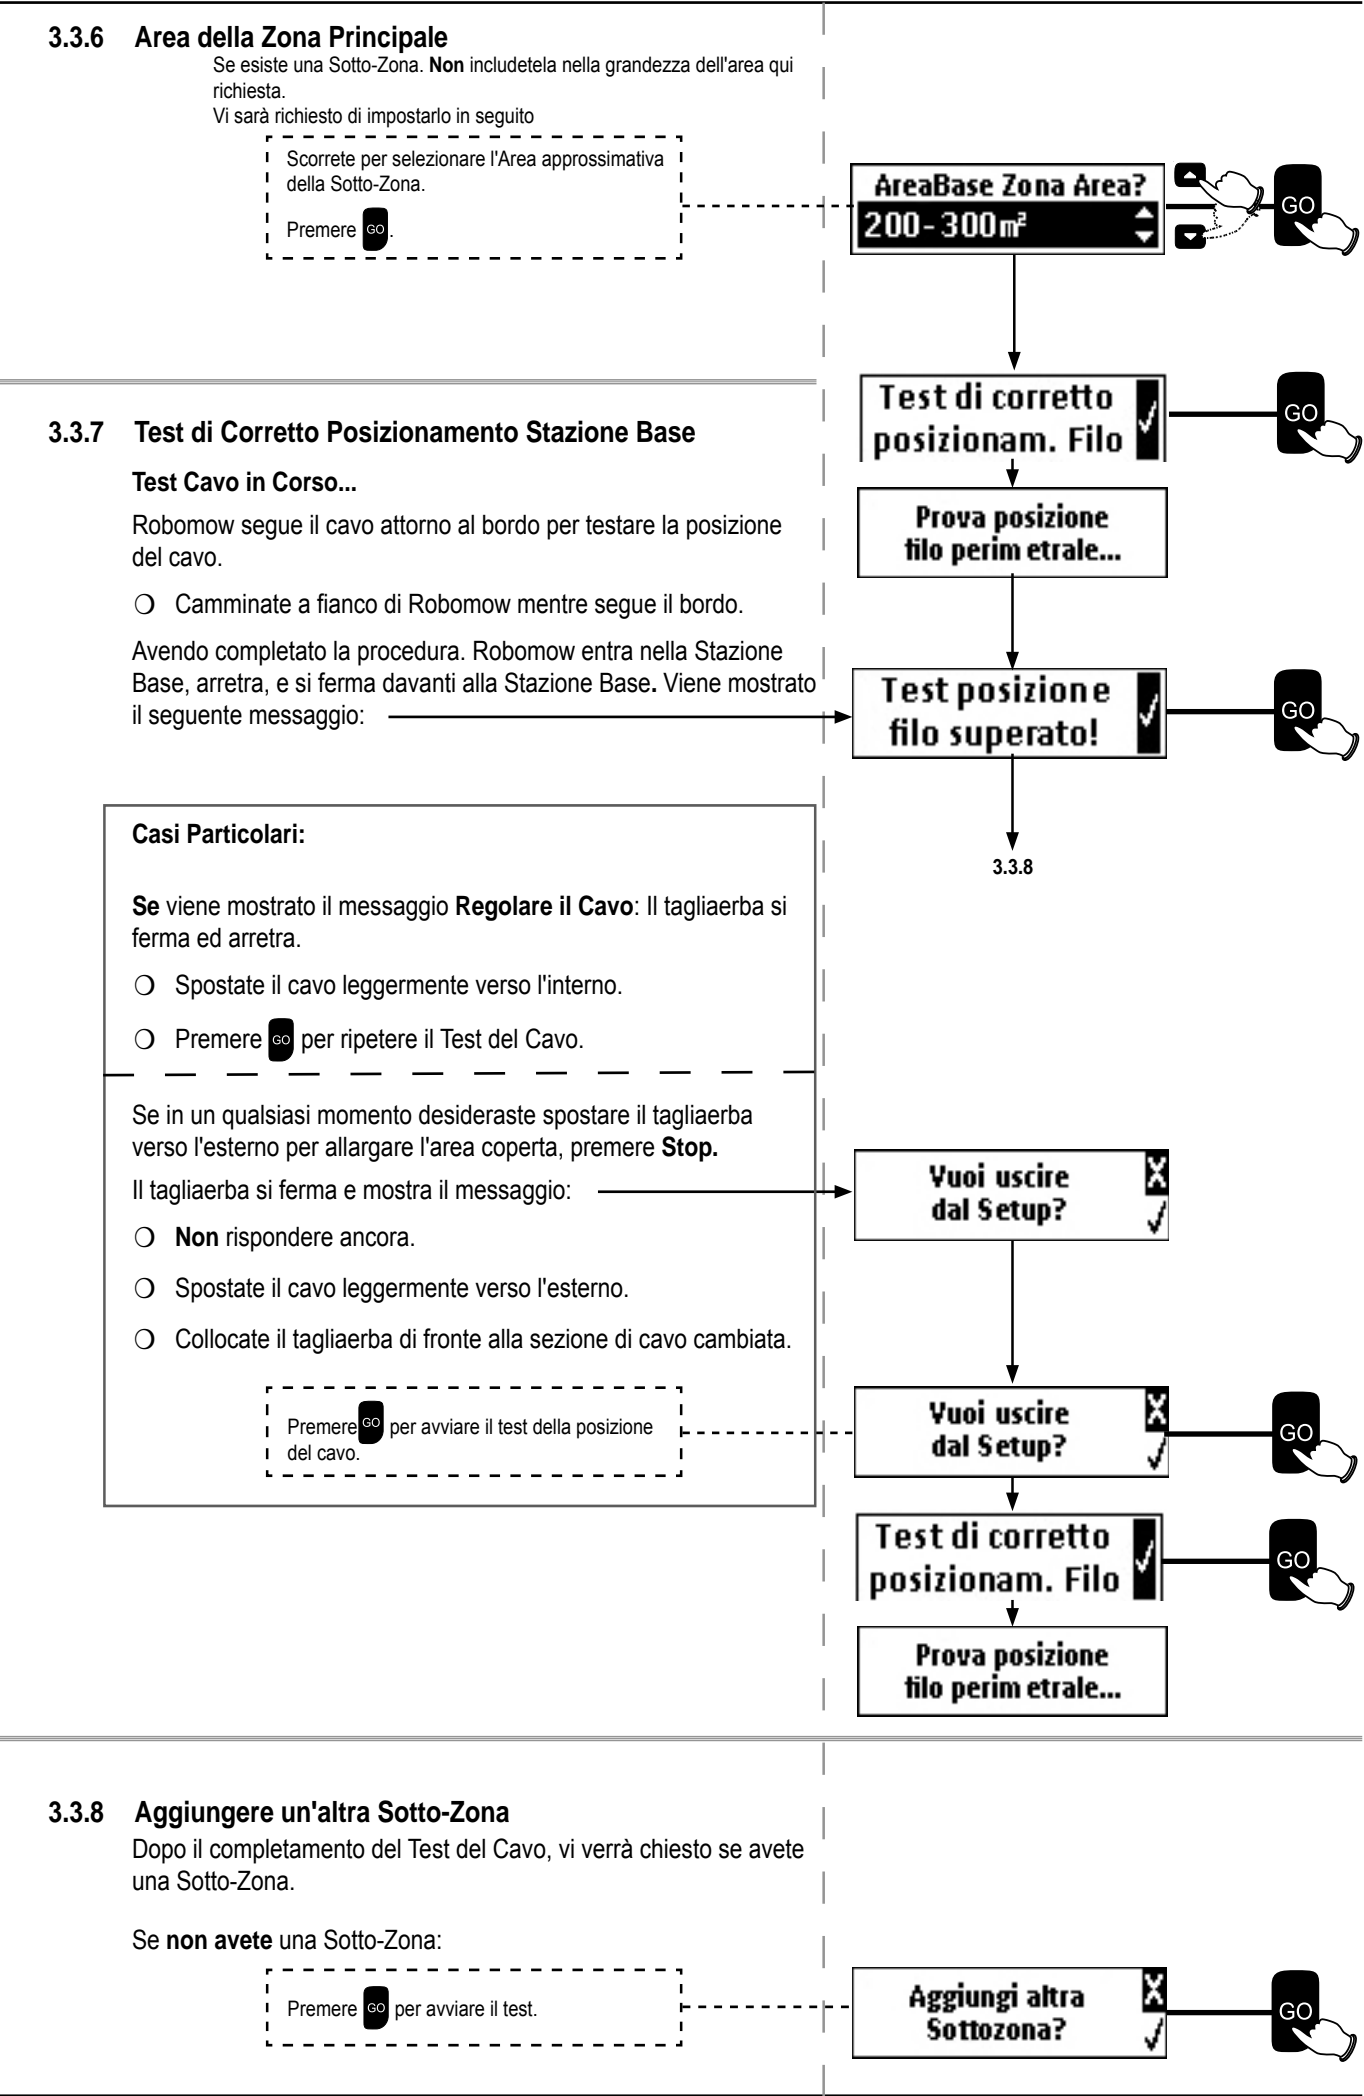 3.3.6 Area della Zona Principale
Se esiste una Sotto-Zona. Non includetela nella grandezza dell'area qui
richiesta.
Vi sarà richiesto di impostarlo in seguito
Scorrete per selezionare l'Area approssimativa
della Sotto-Zona.
Premere GO.
AreaBase Zona Area?
200-300m²
GO
Test di corretto
posizionam. Filo
GO
3.3.7 Test di Corretto Posizionamento Stazione Base
Test Cavo in Corso...
Robomow segue il cavo attorno al bordo per testare la posizione
del cavo.
❍ Camminate a fianco di Robomow mentre segue il bordo.
Prova posizione
filo perim etrale...
Avendo completato la procedura. Robomow entra nella Stazione
Base, arretra, e si ferma davanti alla Stazione Base. Viene mostrato
il seguente messaggio:
Test posizione
filo superato!
GO
3.3.8
Casi Particolari:
Se viene mostrato il messaggio Regolare il Cavo: Il tagliaerba si
ferma ed arretra.
❍ Spostate il cavo leggermente verso l'interno.
❍ Premere GO per ripetere il Test del Cavo.
Se in un qualsiasi momento desideraste spostare il tagliaerba
verso l'esterno per allargare l'area coperta, premere Stop.
Il tagliaerba si ferma e mostra il messaggio:
Vuoi uscire
dal Setup?
❍ Non rispondere ancora.
❍ Spostate il cavo leggermente verso l'esterno.
❍ Collocate il tagliaerba di fronte alla sezione di cavo cambiata.
Premere GO per avviare il test della posizione
del cavo.
Vuoi uscire
dal Setup?
GO
Test di corretto
posizionam. Filo
GO
Prova posizione
filo perim etrale...
3.3.8 Aggiungere un'altra Sotto-Zona
Dopo il completamento del Test del Cavo, vi verrà chiesto se avete
una Sotto-Zona.
Se non avete una Sotto-Zona:
Premere GO per avviare il test.
Aggiungi altra
Sottozona?
GO